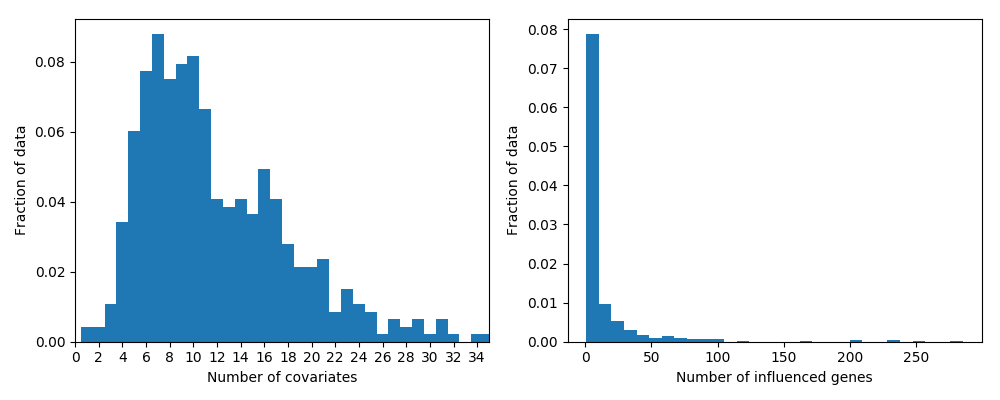 0.08
0.06
0.04
0.02
0.00
Fraction of data
0 2 4 6 8 10 12 14 16 18 20 22 24 26 28 30 32 34
Number of covariates
0.08
0.07
0.06
0.05
0.04
0.03
0.02
0.01
0.00
Fraction of data
0 50 100 150 200 250
Number of influenced genes